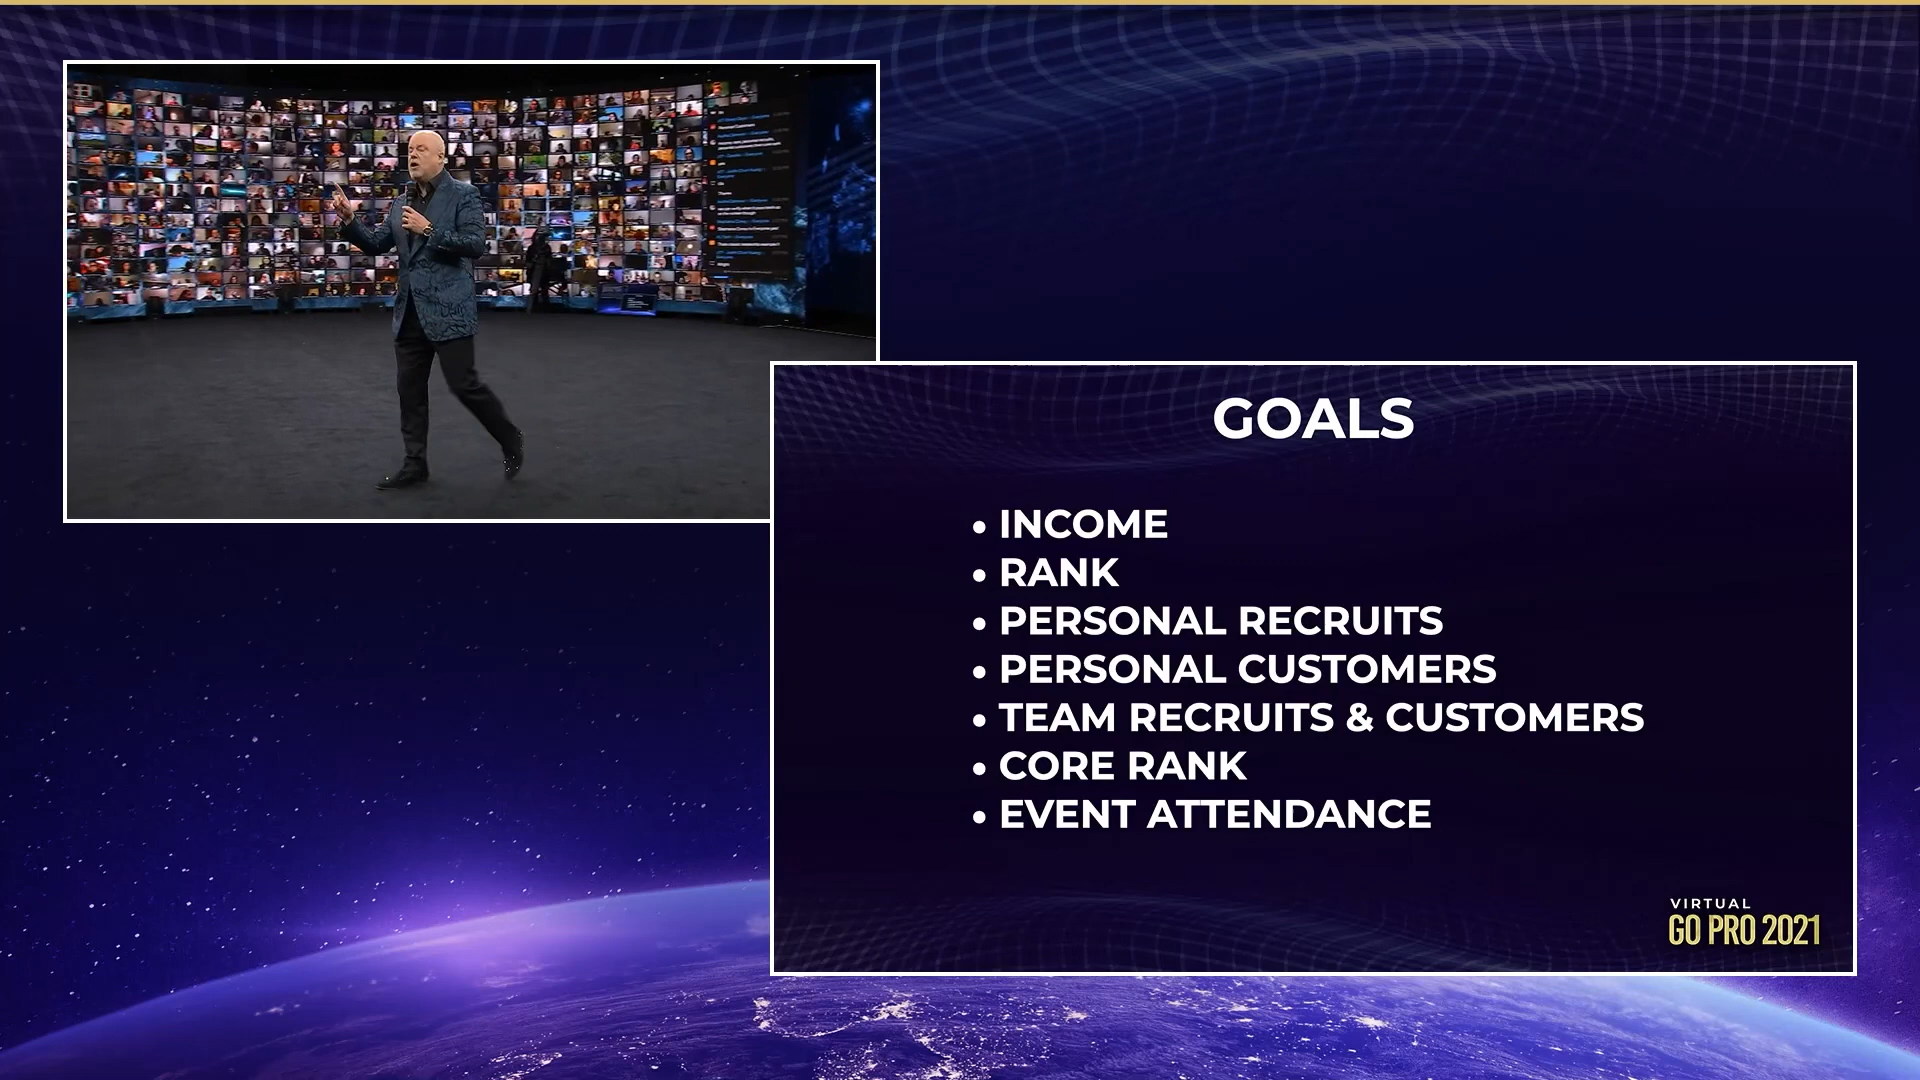 GOALS
• INCOME
• RANK
• PERSONAL RECRUITS
• PERSONAL CUSTOMERS
• TEAM RECRUITS & CUSTOMERS
• CORE RANK
• EVENT ATTENDANCE
VIRTUAL
GO PRO 2021